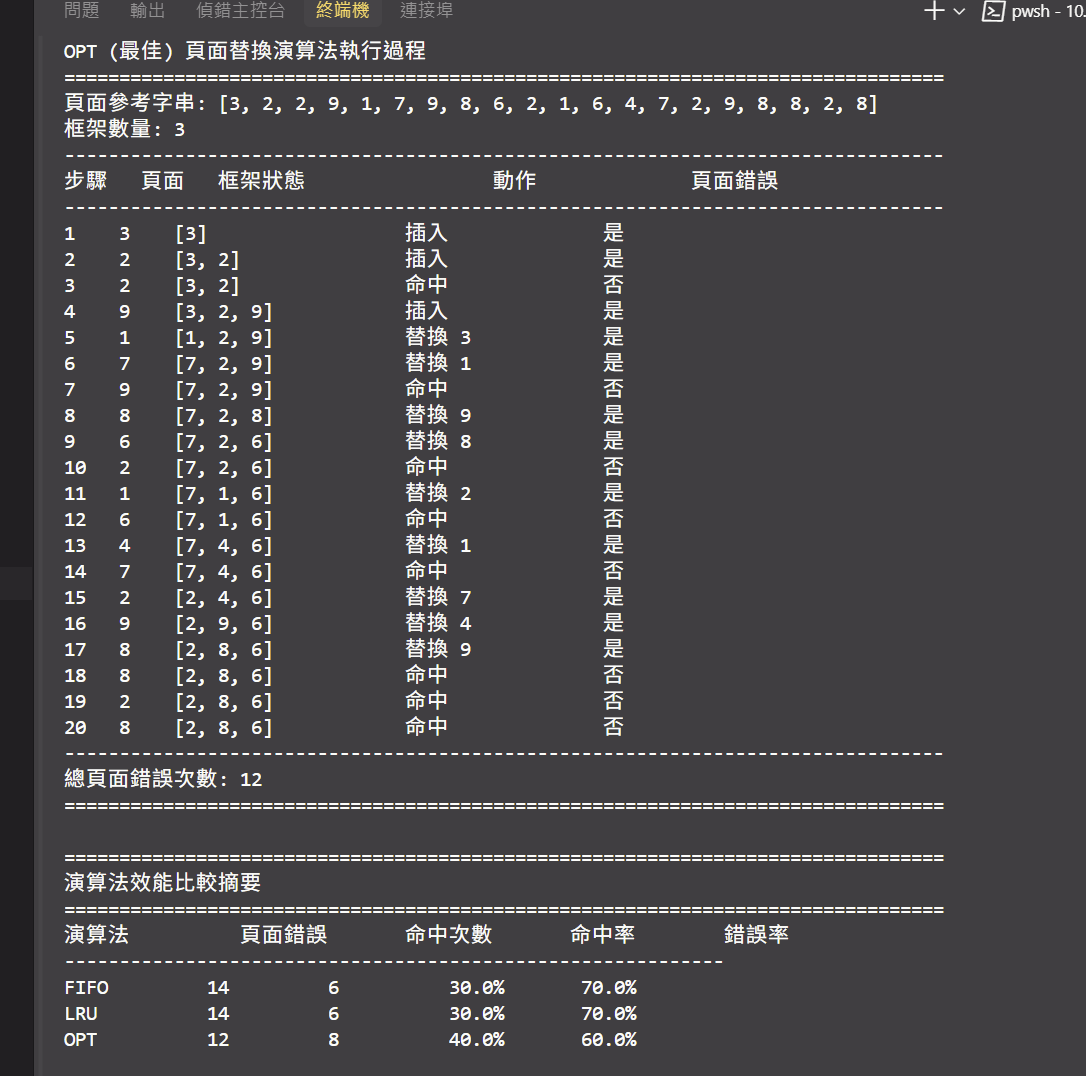 問題 輸出 偵錯主控台 終端機 連接埠 pwsh - 10.
OPT (最佳) 頁面替換演算法執行過程
================================================================================
頁面參考字串: [3, 2, 2, 9, 1, 7, 9, 8, 6, 2, 1, 6, 4, 7, 2, 9, 8, 8, 2, 8]
框架數量: 3
--------------------------------------------------------------------------------
步驟 頁面 框架狀態 動作 頁面錯誤
--------------------------------------------------------------------------------
1 3 [3] 插入 是
2 2 [3, 2] 插入 是
3 2 [3, 2] 命中 否
4 9 [3, 2, 9] 插入 是
5 1 [1, 2, 9] 替換 3 是
6 7 [7, 2, 9] 替換 1 是
7 9 [7, 2, 9] 命中 否
8 8 [7, 2, 8] 替換 9 是
9 6 [7, 2, 6] 替換 8 是
10 2 [7, 2, 6] 命中 否
11 1 [7, 1, 6] 替換 2 是
12 6 [7, 1, 6] 命中 否
13 4 [7, 4, 6] 替換 1 是
14 7 [7, 4, 6] 命中 否
15 2 [2, 4, 6] 替換 7 是
16 9 [2, 9, 6] 替換 4 是
17 8 [2, 8, 6] 替換 9 是
18 8 [2, 8, 6] 命中 否
19 2 [2, 8, 6] 命中 否
20 8 [2, 8, 6] 命中 否
--------------------------------------------------------------------------------
總頁面錯誤次數: 12
================================================================================
================================================================================
演算法效能比較摘要
================================================================================
演算法 頁面錯誤 命中次數 命中率 錯誤率
------------------------------------------------------------
FIFO 14 6 30.0% 70.0%
LRU 14 6 30.0% 70.0%
OPT 12 8 40.0% 60.0%